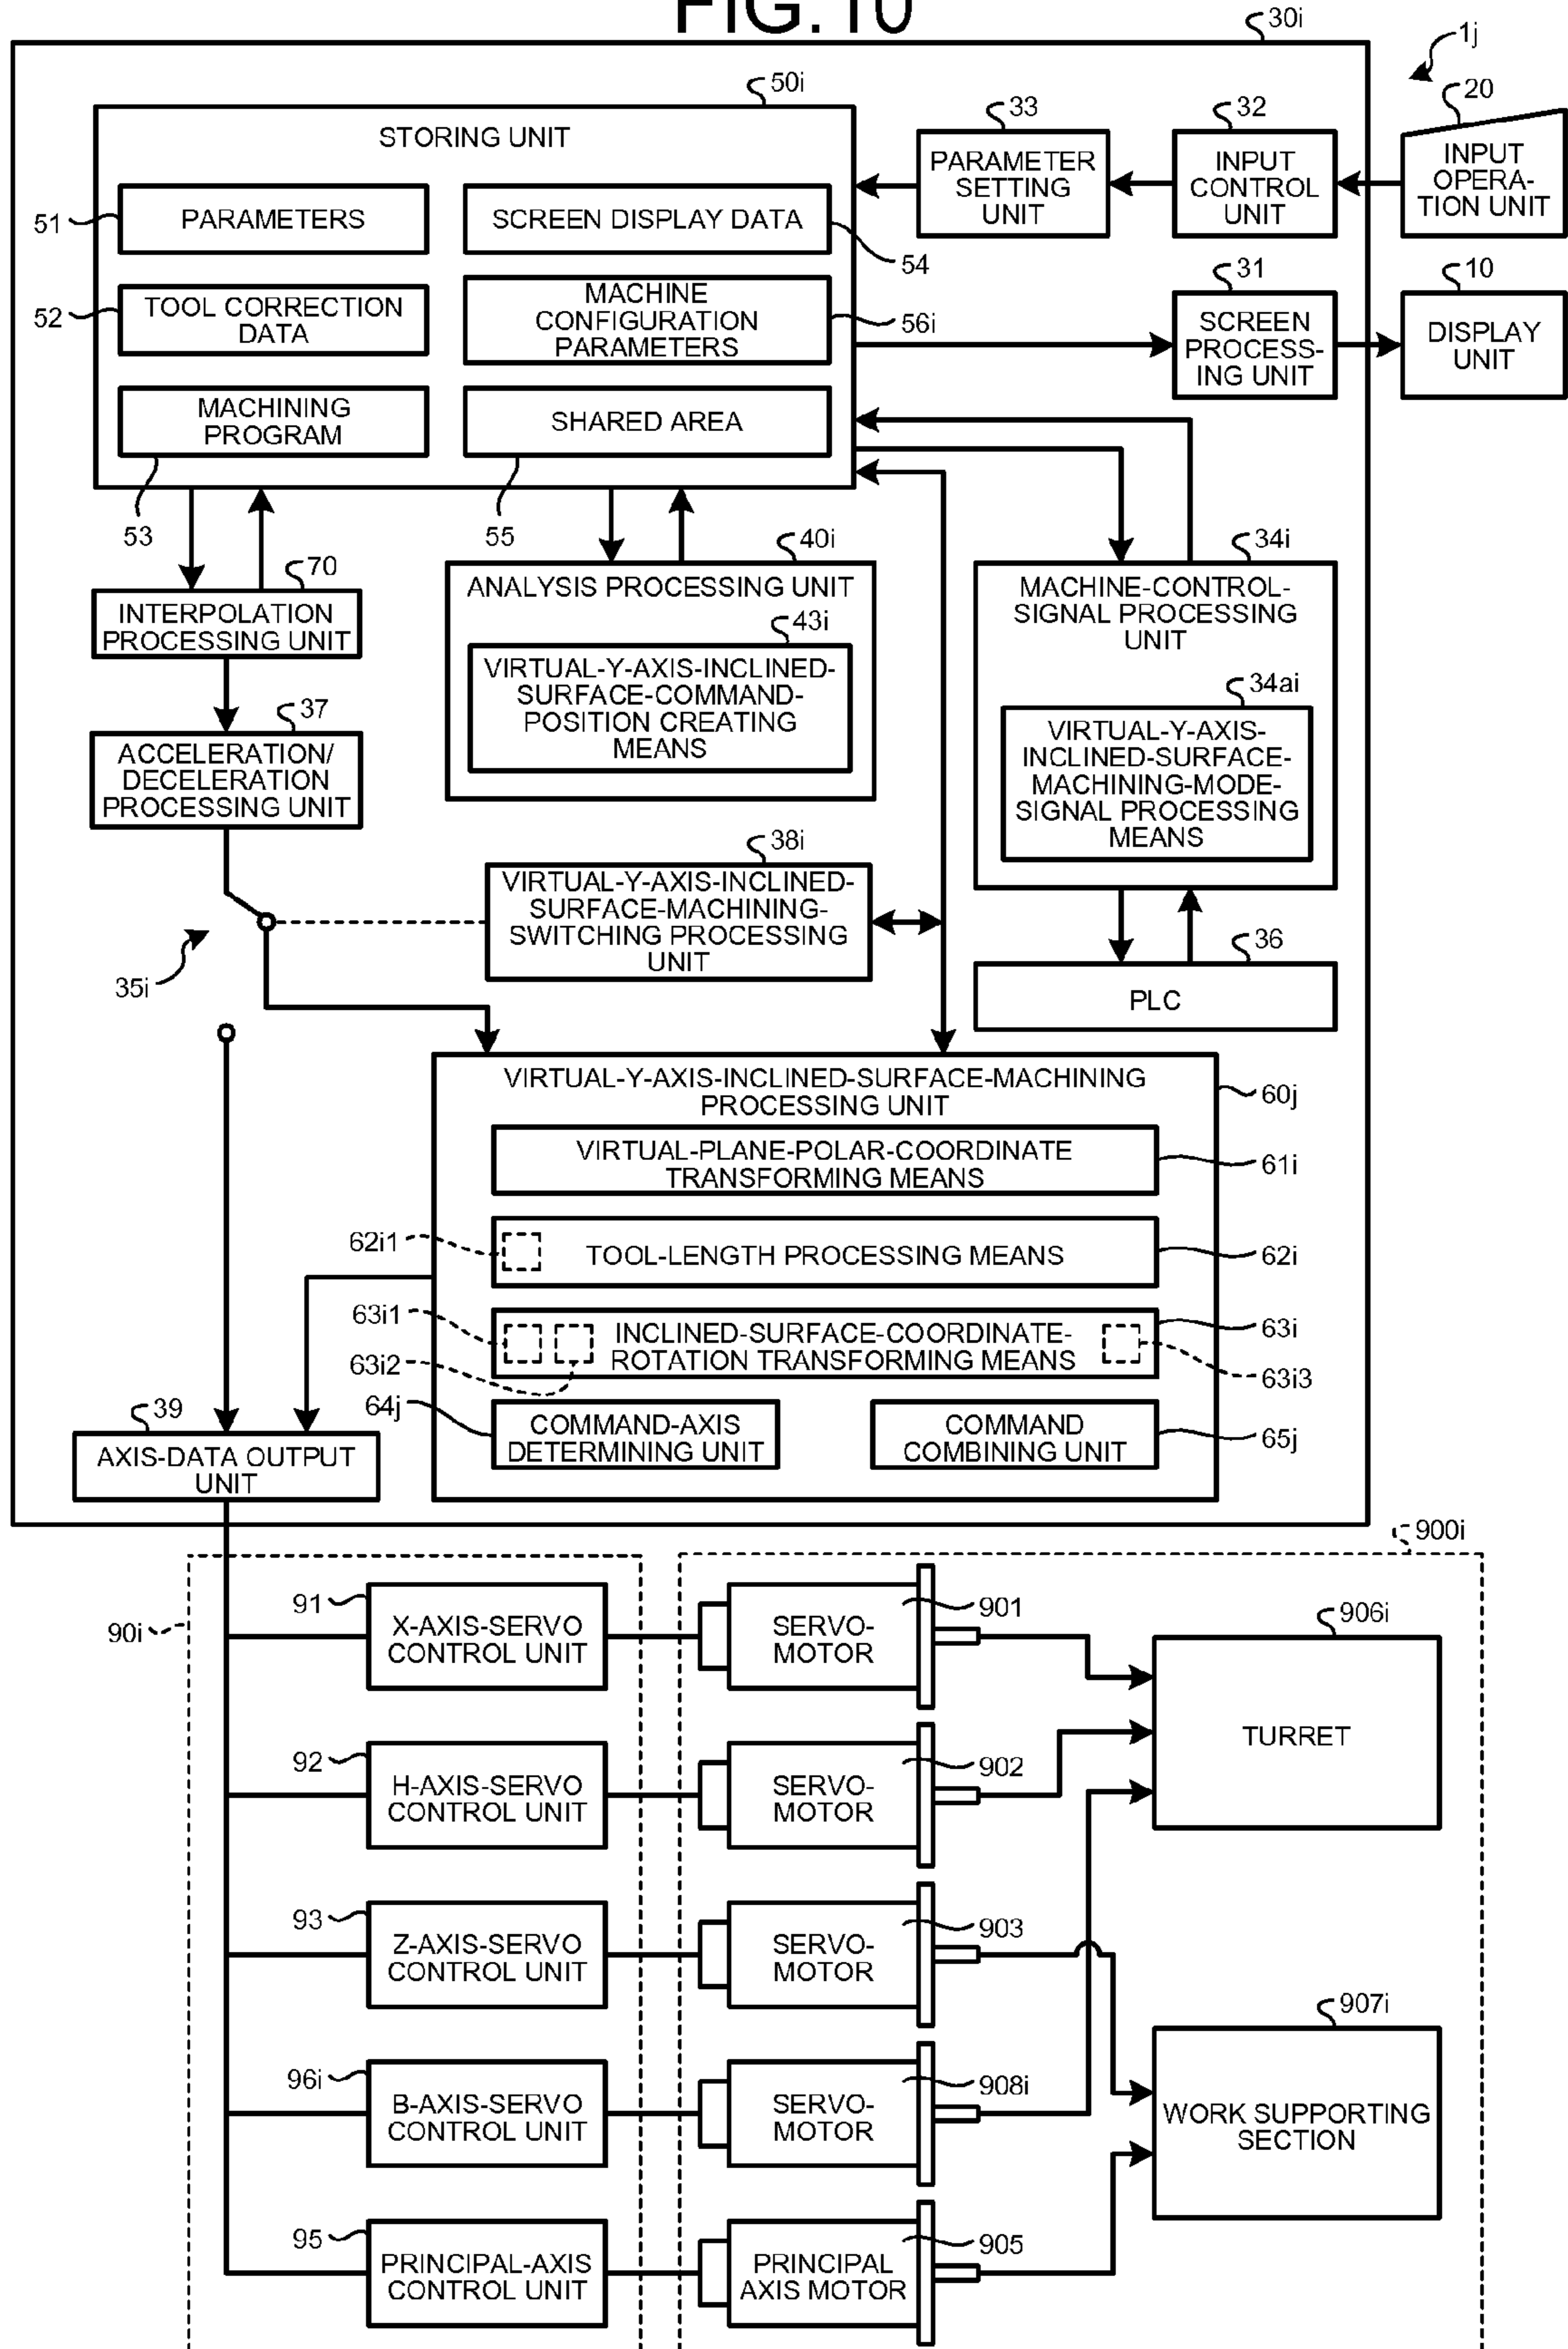 FIG.10
30i
1j
50i
STORING UNIT
51
PARAMETERS
SCREEN DISPLAY DATA
54
52
TOOL CORRECTION
DATA
MACHINE
CONFIGURATION
PARAMETERS
56i
MACHINING
PROGRAM
53
SHARED AREA
55
33
PARAMETER
SETTING
UNIT
32
INPUT
CONTROL
UNIT
20
INPUT
OPERA-
TION UNIT
31
SCREEN
PROCESS-
ING UNIT
10
DISPLAY
UNIT
70
INTERPOLATION
PROCESSING UNIT
40i
ANALYSIS PROCESSING UNIT
43i
VIRTUAL-Y-AXIS-INCLINED-
SURFACE-COMMAND-
POSITION CREATING
MEANS
34i
MACHINE-CONTROL-
SIGNAL PROCESSING
UNIT
34ai
VIRTUAL-Y-AXIS-
INCLINED-SURFACE-
MACHINING-MODE-
SIGNAL PROCESSING
MEANS
37
ACCELERATION/
DECELERATION
PROCESSING UNIT
38i
VIRTUAL-Y-AXIS-INCLINED-
SURFACE-MACHINING-
SWITCHING PROCESSING
UNIT
35i
36
PLC
VIRTUAL-Y-AXIS-INCLINED-SURFACE-MACHINING
PROCESSING UNIT
60j
VIRTUAL-PLANE-POLAR-COORDINATE
TRANSFORMING MEANS
61i
62i1
TOOL-LENGTH PROCESSING MEANS
62i
63i1
63i2
INCLINED-SURFACE-COORDINATE-
ROTATION TRANSFORMING MEANS
63i
63i3
64j
COMMAND-AXIS
DETERMINING UNIT
COMMAND
COMBINING UNIT
65j
39
AXIS-DATA OUTPUT
UNIT
900i
90i
91
X-AXIS-SERVO
CONTROL UNIT
SERVO-
MOTOR
901
906i
TURRET
92
H-AXIS-SERVO
CONTROL UNIT
SERVO-
MOTOR
902
93
Z-AXIS-SERVO
CONTROL UNIT
SERVO-
MOTOR
903
907i
WORK SUPPORTING
SECTION
96i
B-AXIS-SERVO
CONTROL UNIT
SERVO-
MOTOR
908i
95
PRINCIPAL-AXIS
CONTROL UNIT
PRINCIPAL
AXIS MOTOR
905